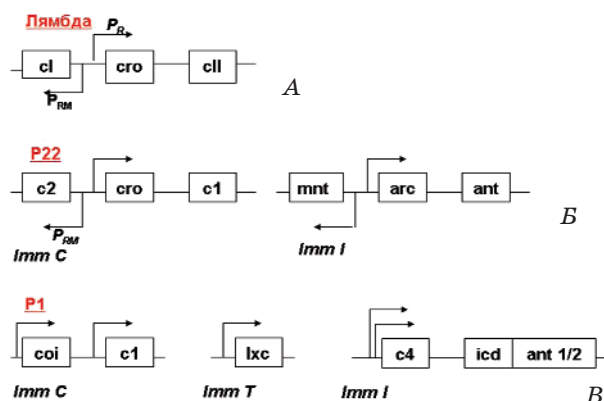 Лямбда
P_R
cI cro cII
P_RM
А
P22
c2 cro c1 mnt arc ant
P_RM
Imm C Imm I
Б
P1
coi c1 lxc c4 icd ant 1/2
Imm C Imm T Imm I
В